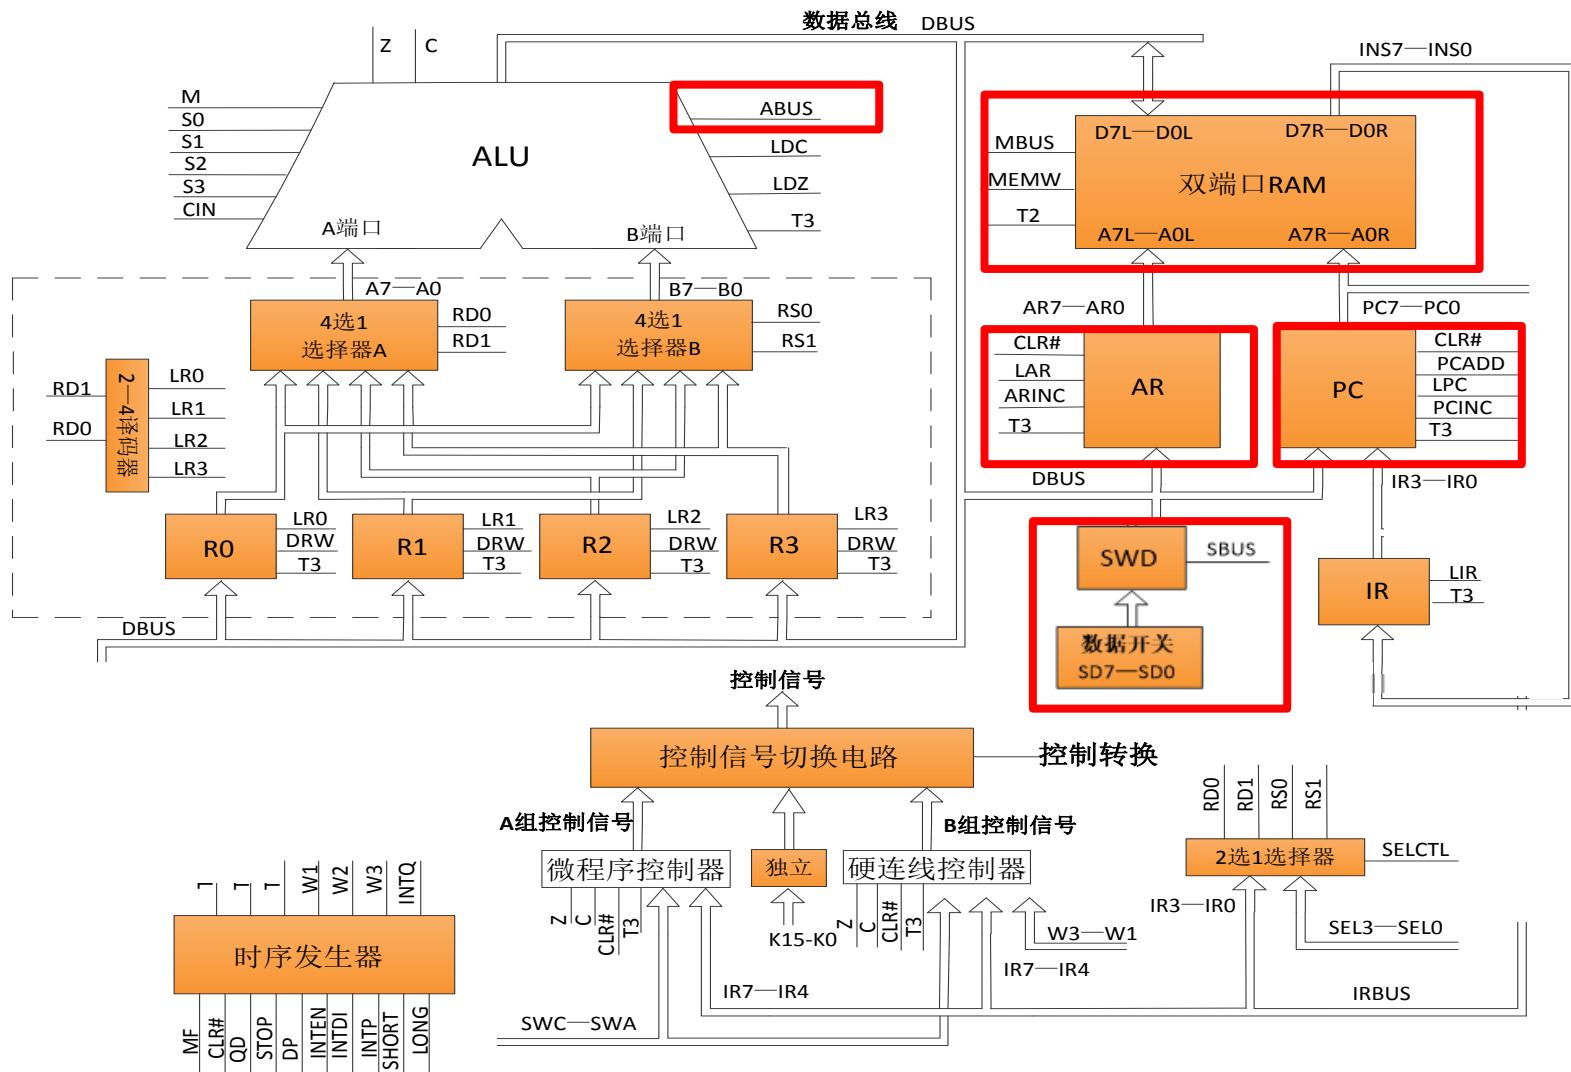 数据总线 DBUS
INS7—INS0
Z
C
M
S0
S1
S2
S3
CIN
ALU
ABUS
LDC
LDZ
T3
A端口
B端口
MBUS
MEMW
T2
D7L—D0L
D7R—D0R
双端口RAM
A7L—A0L
A7R—A0R
A7—A0
B7—B0
AR7—AR0
PC7—PC0
4选1
选择器A
RD0
RD1
4选1
选择器B
RS0
RS1
CLR#
LAR
ARINC
T3
AR
PC
CLR#
PCADD
LPC
PCINC
T3
RD1
RD0
2—4译码器
LR0
LR1
LR2
LR3
DBUS
IR3—IR0
R0
LR0
DRW
T3
R1
LR1
DRW
T3
R2
LR2
DRW
T3
R3
LR3
DRW
T3
SWD
SBUS
数据开关
SD7—SD0
IR
LIR
T3
DBUS
控制信号
控制信号切换电路
控制转换
A组控制信号
B组控制信号
微程序控制器
独立
硬连线控制器
Z
C
CLR#
T3
K15-K0
Z
C
CLR#
T3
W3—W1
RD0
RD1
RS0
RS1
2选1选择器
SELCTL
IR3—IR0
SEL3—SEL0
IR7—IR4
IR7—IR4
IRBUS
SWC—SWA
W1
W2
W3
INTQ
时序发生器
MF
CLR#
QD
STOP
DP
INTEN
INTDI
INTP
SHORT
LONG